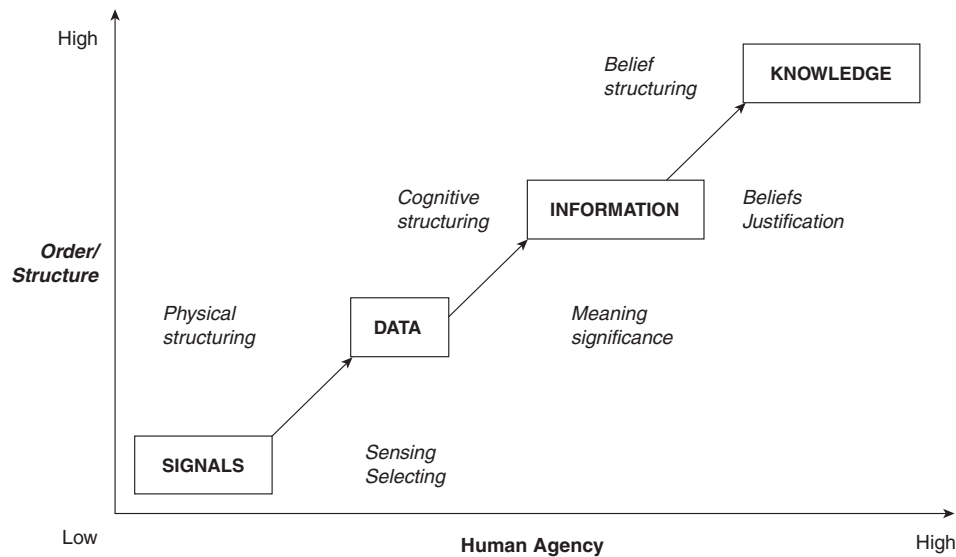 High
Belief
structuring
KNOWLEDGE
Cognitive
structuring
INFORMATION
Beliefs
Justification
Order/
Structure
Physical
structuring
DATA
Meaning
significance
SIGNALS
Sensing
Selecting
Low
Human Agency
High